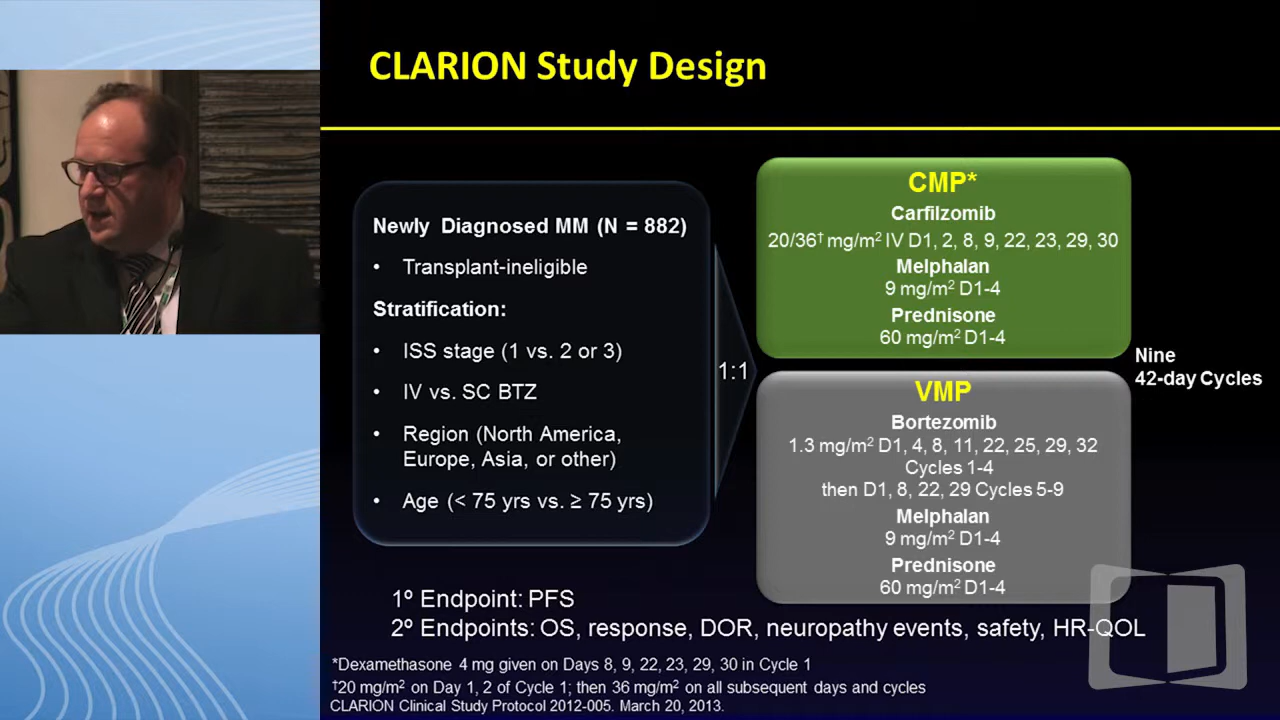 CLARION Study Design
Newly Diagnosed MM (N = 882)
• Transplant-ineligible
Stratification:
• ISS stage (1 vs. 2 or 3)
• IV vs. SC BTZ
• Region (North America,
Europe, Asia, or other)
• Age (< 75 yrs vs. ≥ 75 yrs)
1:1
CMP*
Carfilzomib
20/36† mg/m² IV D1, 2, 8, 9, 22, 23, 29, 30
Melphalan
9 mg/m² D1-4
Prednisone
60 mg/m² D1-4
VMP
Bortezomib
1.3 mg/m² D1, 4, 8, 11, 22, 25, 29, 32
Cycles 1-4
then D1, 8, 22, 29 Cycles 5-9
Melphalan
9 mg/m² D1-4
Prednisone
60 mg/m² D1-4
Nine
42-day Cycles
1º Endpoint: PFS
2º Endpoints: OS, response, DOR, neuropathy events, safety, HR-QOL
*Dexamethasone 4 mg given on Days 8, 9, 22, 23, 29, 30 in Cycle 1
†20 mg/m² on Day 1, 2 of Cycle 1; then 36 mg/m² on all subsequent days and cycles
CLARION Clinical Study Protocol 2012-005. March 20, 2013.